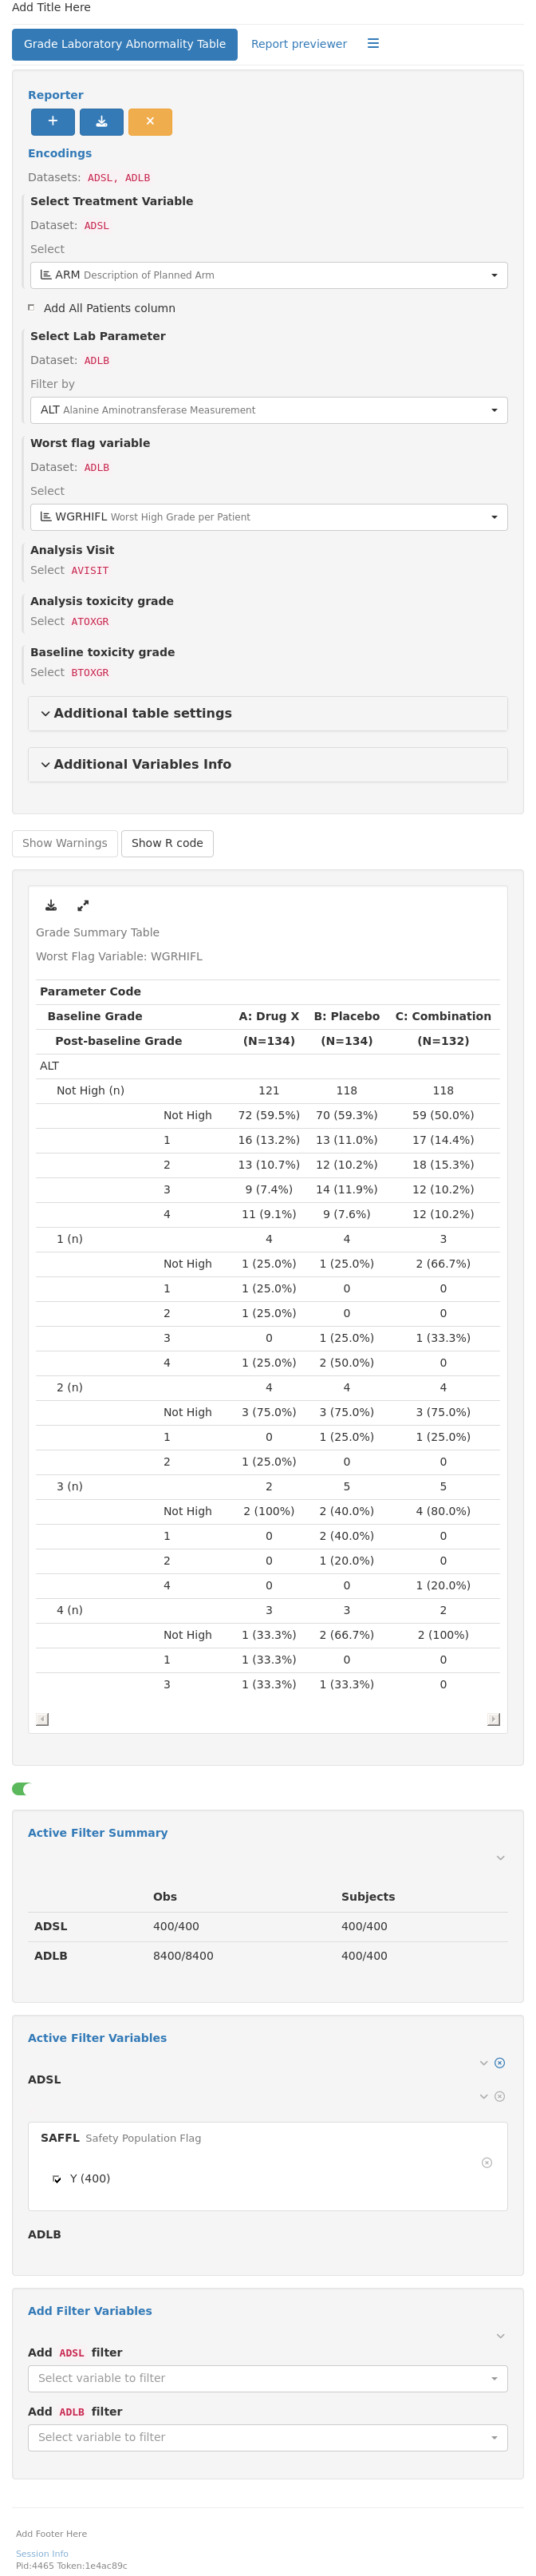 Add Title Here
Grade Laboratory Abnormality Table Report previewer
Reporter
Encodings
Datasets: ADSL, ADLB
Select Treatment Variable
Dataset: ADSL
Select
ARM Description of Planned Arm
Add All Patients column
Select Lab Parameter
Dataset: ADLB
Filter by
ALT Alanine Aminotransferase Measurement
Worst flag variable
Dataset: ADLB
Select
WGRHIFL Worst High Grade per Patient
Analysis Visit
Select AVISIT
Analysis toxicity grade
Select ATOXGR
Baseline toxicity grade
Select BTOXGR
Additional table settings
Additional Variables Info
Show Warnings Show R code
Grade Summary Table
Worst Flag Variable: WGRHIFL
Parameter Code
Baseline Grade A: Drug X B: Placebo C: Combination
Post-baseline Grade (N=134) (N=134) (N=132)
ALT
Not High (n) 121 118 118
Not High 72 (59.5%) 70 (59.3%) 59 (50.0%)
1 16 (13.2%) 13 (11.0%) 17 (14.4%)
2 13 (10.7%) 12 (10.2%) 18 (15.3%)
3 9 (7.4%) 14 (11.9%) 12 (10.2%)
4 11 (9.1%) 9 (7.6%) 12 (10.2%)
1 (n) 4 4 3
Not High 1 (25.0%) 1 (25.0%) 2 (66.7%)
1 1 (25.0%) 0 0
2 1 (25.0%) 0 0
3 0 1 (25.0%) 1 (33.3%)
4 1 (25.0%) 2 (50.0%) 0
2 (n) 4 4 4
Not High 3 (75.0%) 3 (75.0%) 3 (75.0%)
1 0 1 (25.0%) 1 (25.0%)
2 1 (25.0%) 0 0
3 (n) 2 5 5
Not High 2 (100%) 2 (40.0%) 4 (80.0%)
1 0 2 (40.0%) 0
2 0 1 (20.0%) 0
4 0 0 1 (20.0%)
4 (n) 3 3 2
Not High 1 (33.3%) 2 (66.7%) 2 (100%)
1 1 (33.3%) 0 0
3 1 (33.3%) 1 (33.3%) 0
Active Filter Summary
Obs Subjects
ADSL 400/400 400/400
ADLB 8400/8400 400/400
Active Filter Variables
ADSL
SAFFL Safety Population Flag
Y (400)
ADLB
Add Filter Variables
Add ADSL filter
Select variable to filter
Add ADLB filter
Select variable to filter
Add Footer Here
Session Info
Pid:4465 Token:1e4ac89c